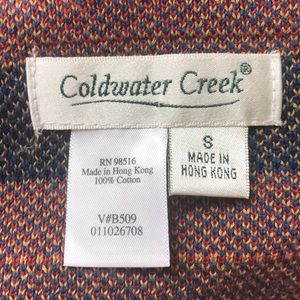 Coldwater Creek®
RN 98516
Made in Hong Kong
100% Cotton
V#B509
011026708
S
MADE IN
HONG KONG